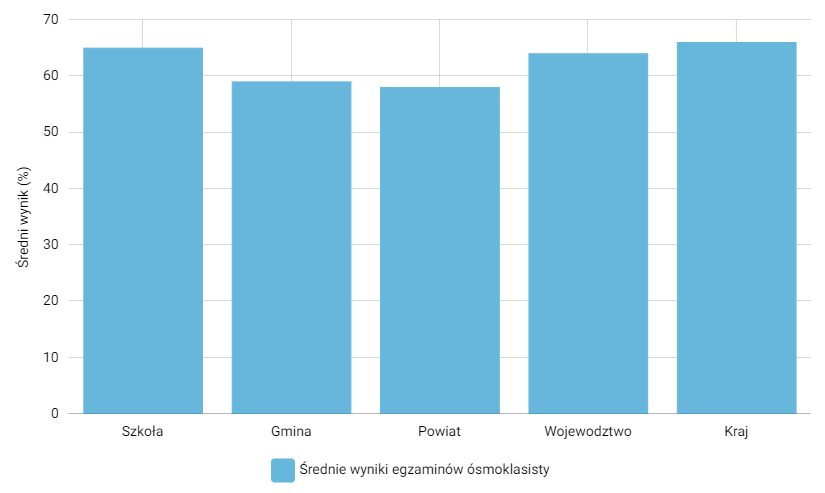 70
60
50
40
30
20
10
0
Średni wynik (%)
Szkoła
Gmina
Powiat
Wojewodztwo
Kraj
Średnie wyniki egzaminów ósmoklasisty